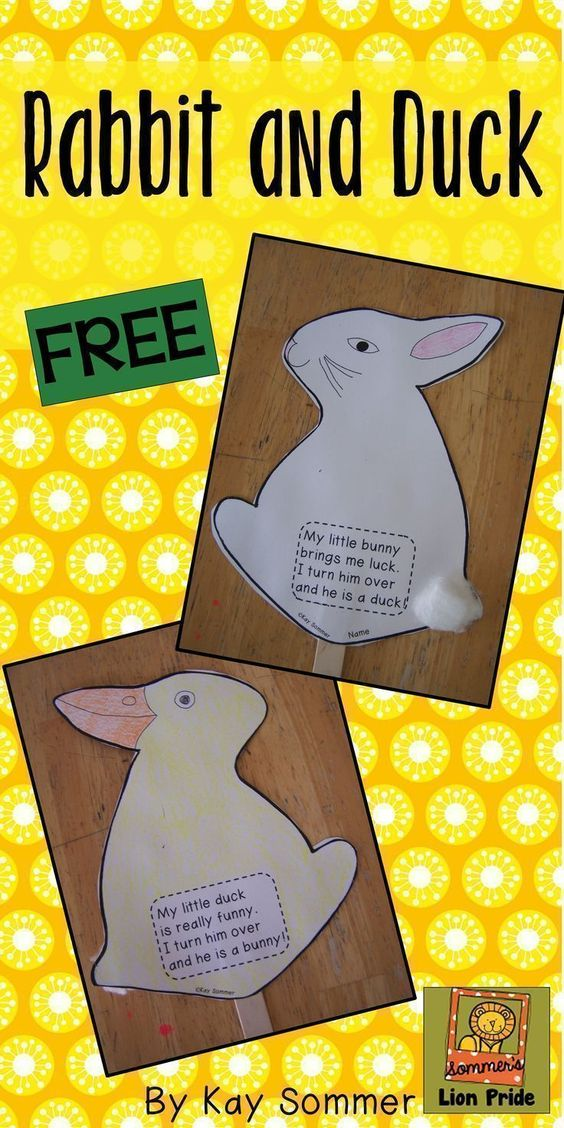 Rabbit and Duck
FREE
My little bunny
brings me luck.
I turn him over
and he is a duck!
©Kay Sommer
Name
My little duck
is really funny.
I turn him over
and he is a bunny!
©Kay Sommer
Sommer's
Lion Pride
By Kay Sommer